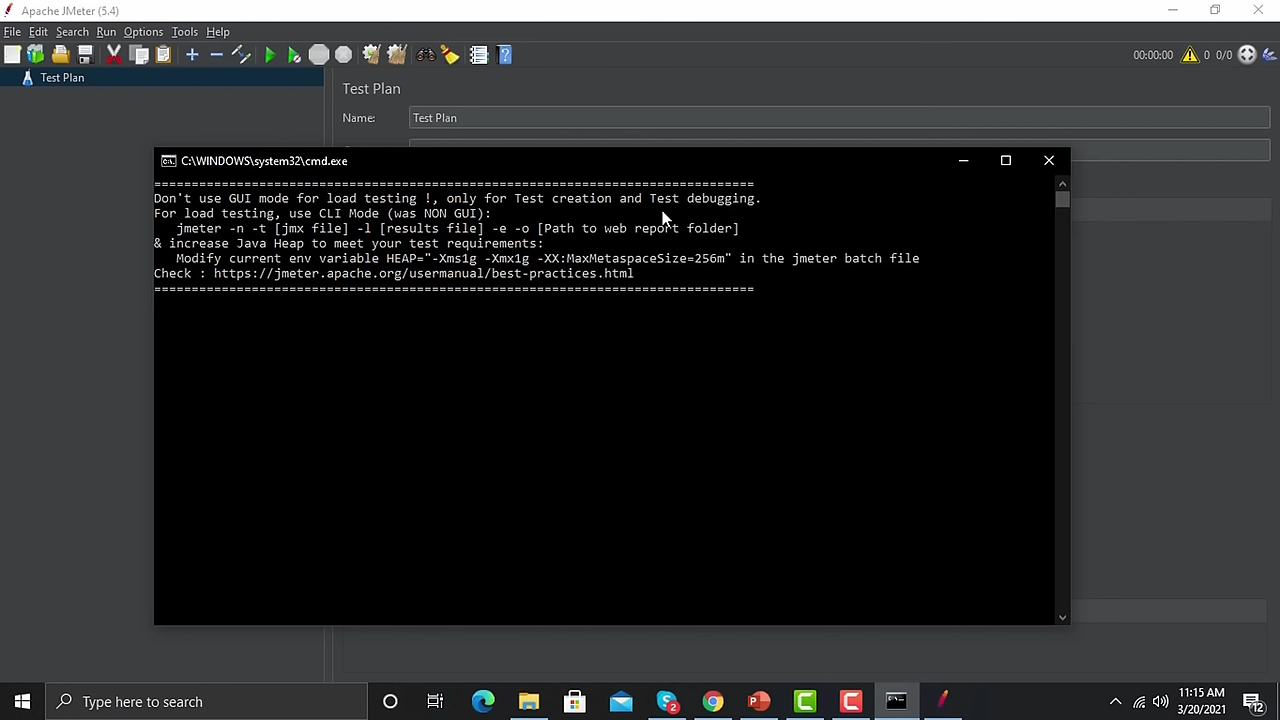 Apache JMeter (5.4)
File Edit Search Run Options Tools Help
00:00:00 0 0/0
Test Plan
Test Plan
Name: Test Plan
C:\WINDOWS\system32\cmd.exe
================================================================================
Don't use GUI mode for load testing !, only for Test creation and Test debugging.
For load testing, use CLI Mode (was NON GUI):
jmeter -n -t [jmx file] -l [results file] -e -o [Path to web report folder]
& increase Java Heap to meet your test requirements:
Modify current env variable HEAP="-Xms1g -Xmx1g -XX:MaxMetaspaceSize=256m" in the jmeter batch file
Check : https://jmeter.apache.org/usermanual/best-practices.html
================================================================================
Type here to search
2
11:15 AM
3/20/2021
12